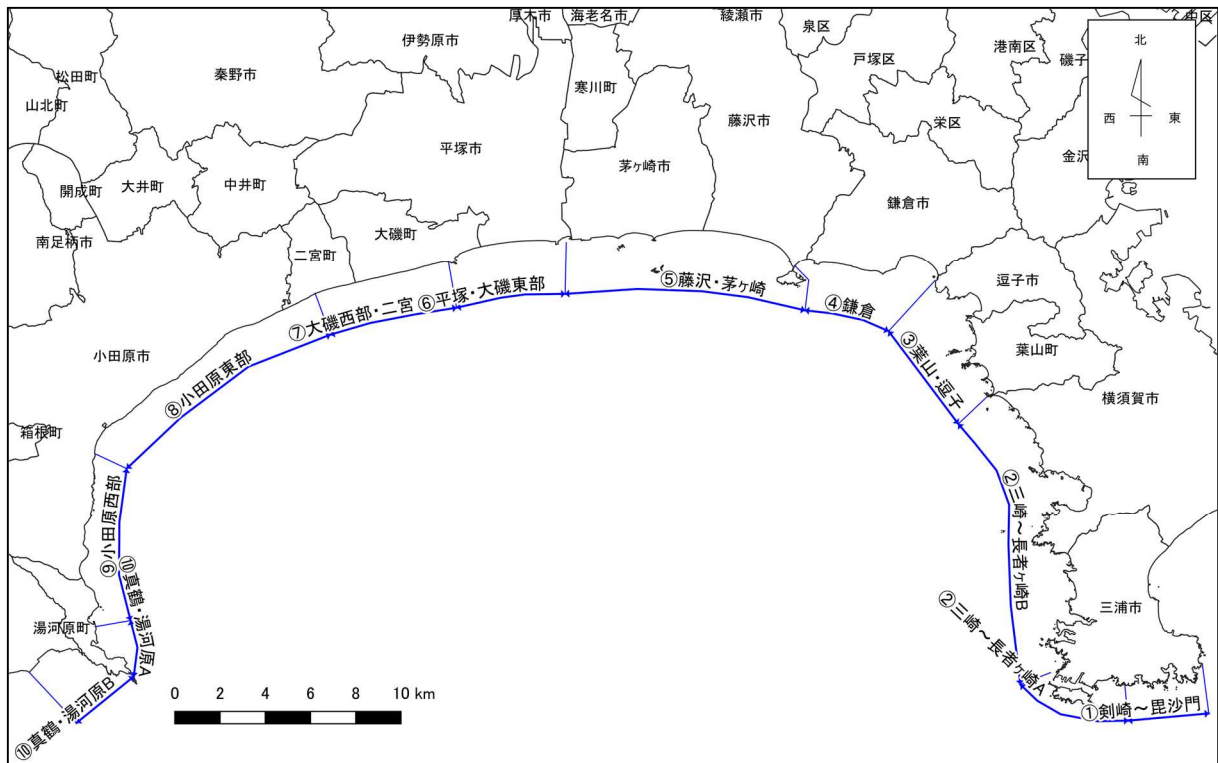 厚木市
海老名市
綾瀬市
泉区
伊勢原市
戸塚区
港南区
北
松田町
秦野市
寒川町
磯子
山北町
藤沢市
栄区
西
東
平塚市
金沢
南
開成町
大井町
中井町
茅ヶ崎市
鎌倉市
南足柄市
大磯町
二宮町
逗子市
⑤藤沢・茅ヶ崎
⑥平塚・大磯東部
④鎌倉
⑦大磯西部・二宮
小田原市
葉山町
③葉山・逗子
⑧小田原東部
横須賀市
箱根町
⑨小田原西部
②三崎～長者ヶ崎B
⑩真鶴・湯河原A
三浦市
湯河原町
②三崎～長者ヶ崎A
0 2 4 6 8 10 km
⑩真鶴・湯河原B
①剣崎～毘沙門